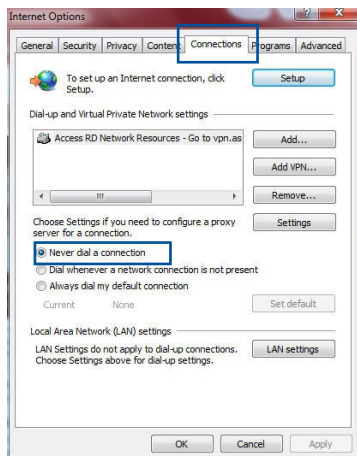 Internet Options
General Security Privacy Content Connections Programs Advanced
To set up an Internet connection, click
Setup.
Setup
Dial-up and Virtual Private Network settings
Access RD Network Resources - Go to vpn.as
Add...
Add VPN...
Remove...
Choose Settings if you need to configure a proxy
server for a connection.
Settings
Never dial a connection
Dial whenever a network connection is not present
Always dial my default connection
Current None
Set default
Local Area Network (LAN) settings
LAN Settings do not apply to dial-up connections.
Choose Settings above for dial-up settings.
LAN settings
OK Cancel Apply